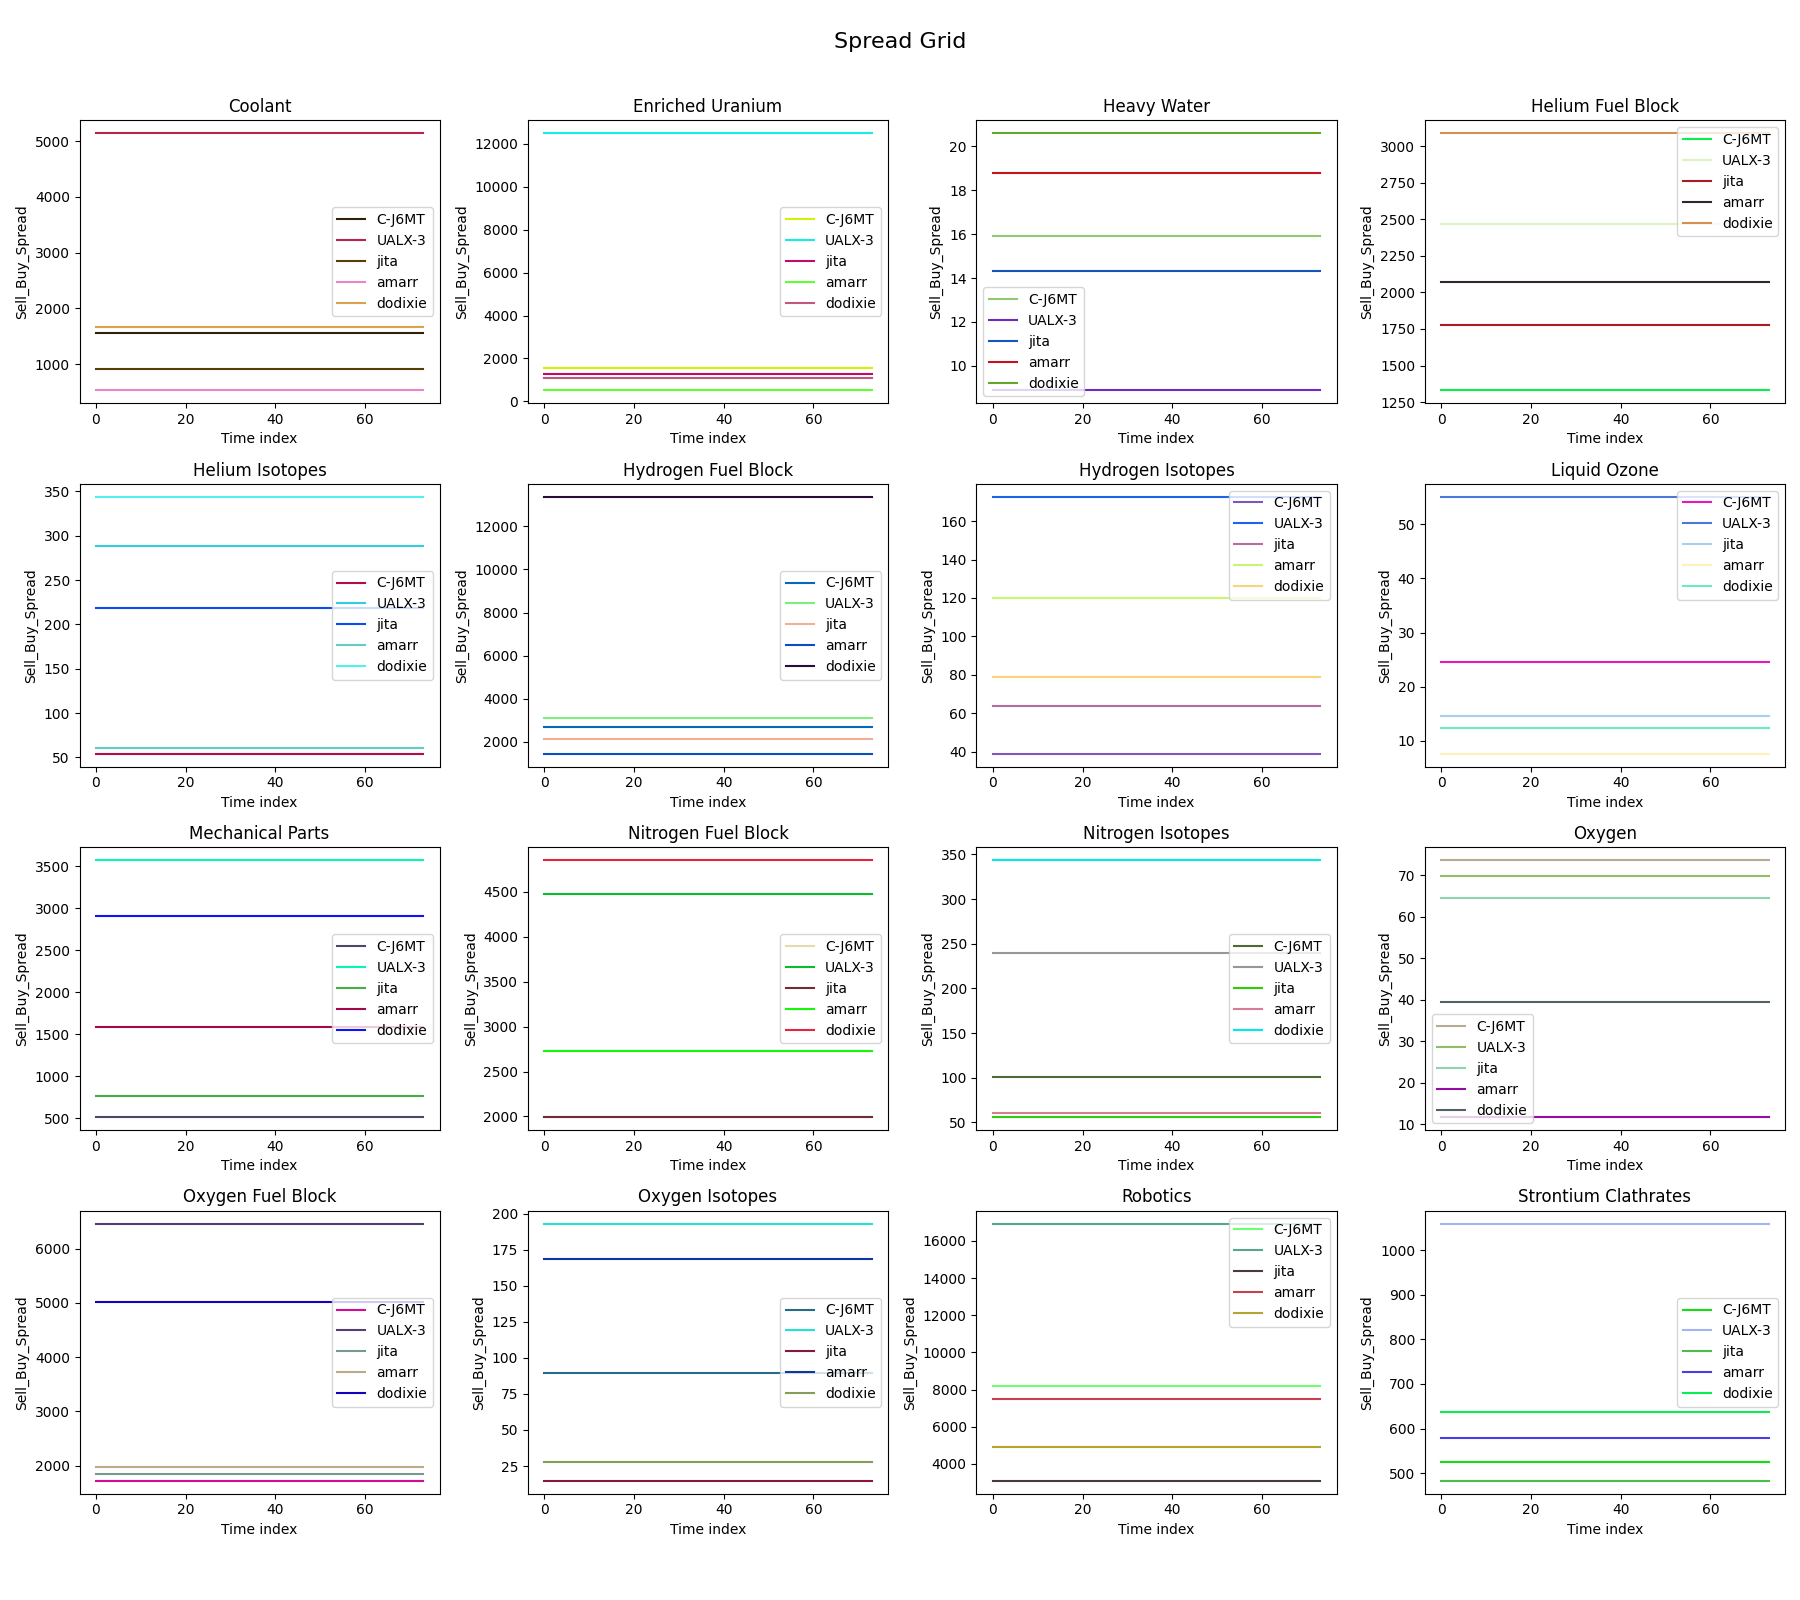 Spread Grid
Coolant
Sell_Buy_Spread
5000
4000
3000
2000
1000
C-J6MT
UALX-3
jita
amarr
dodixie
0 20 40 60
Time index
Enriched Uranium
Sell_Buy_Spread
12000
10000
8000
6000
4000
2000
0
C-J6MT
UALX-3
jita
amarr
dodixie
0 20 40 60
Time index
Heavy Water
Sell_Buy_Spread
20
18
16
14
12
10
C-J6MT
UALX-3
jita
amarr
dodixie
0 20 40 60
Time index
Helium Fuel Block
Sell_Buy_Spread
3000
2750
2500
2250
2000
1750
1500
1250
C-J6MT
UALX-3
jita
amarr
dodixie
0 20 40 60
Time index
Helium Isotopes
Sell_Buy_Spread
350
300
250
200
150
100
50
C-J6MT
UALX-3
jita
amarr
dodixie
0 20 40 60
Time index
Hydrogen Fuel Block
Sell_Buy_Spread
12000
10000
8000
6000
4000
2000
C-J6MT
UALX-3
jita
amarr
dodixie
0 20 40 60
Time index
Hydrogen Isotopes
Sell_Buy_Spread
160
140
120
100
80
60
40
C-J6MT
UALX-3
jita
amarr
dodixie
0 20 40 60
Time index
Liquid Ozone
Sell_Buy_Spread
50
40
30
20
10
C-J6MT
UALX-3
jita
amarr
dodixie
0 20 40 60
Time index
Mechanical Parts
Sell_Buy_Spread
3500
3000
2500
2000
1500
1000
500
C-J6MT
UALX-3
jita
amarr
dodixie
0 20 40 60
Time index
Nitrogen Fuel Block
Sell_Buy_Spread
4500
4000
3500
3000
2500
2000
C-J6MT
UALX-3
jita
amarr
dodixie
0 20 40 60
Time index
Nitrogen Isotopes
Sell_Buy_Spread
350
300
250
200
150
100
50
C-J6MT
UALX-3
jita
amarr
dodixie
0 20 40 60
Time index
Oxygen
Sell_Buy_Spread
70
60
50
40
30
20
10
C-J6MT
UALX-3
jita
amarr
dodixie
0 20 40 60
Time index
Oxygen Fuel Block
Sell_Buy_Spread
6000
5000
4000
3000
2000
C-J6MT
UALX-3
jita
amarr
dodixie
0 20 40 60
Time index
Oxygen Isotopes
Sell_Buy_Spread
200
175
150
125
100
75
50
25
C-J6MT
UALX-3
jita
amarr
dodixie
0 20 40 60
Time index
Robotics
Sell_Buy_Spread
16000
14000
12000
10000
8000
6000
4000
C-J6MT
UALX-3
jita
amarr
dodixie
0 20 40 60
Time index
Strontium Clathrates
Sell_Buy_Spread
1000
900
800
700
600
500
C-J6MT
UALX-3
jita
amarr
dodixie
0 20 40 60
Time index